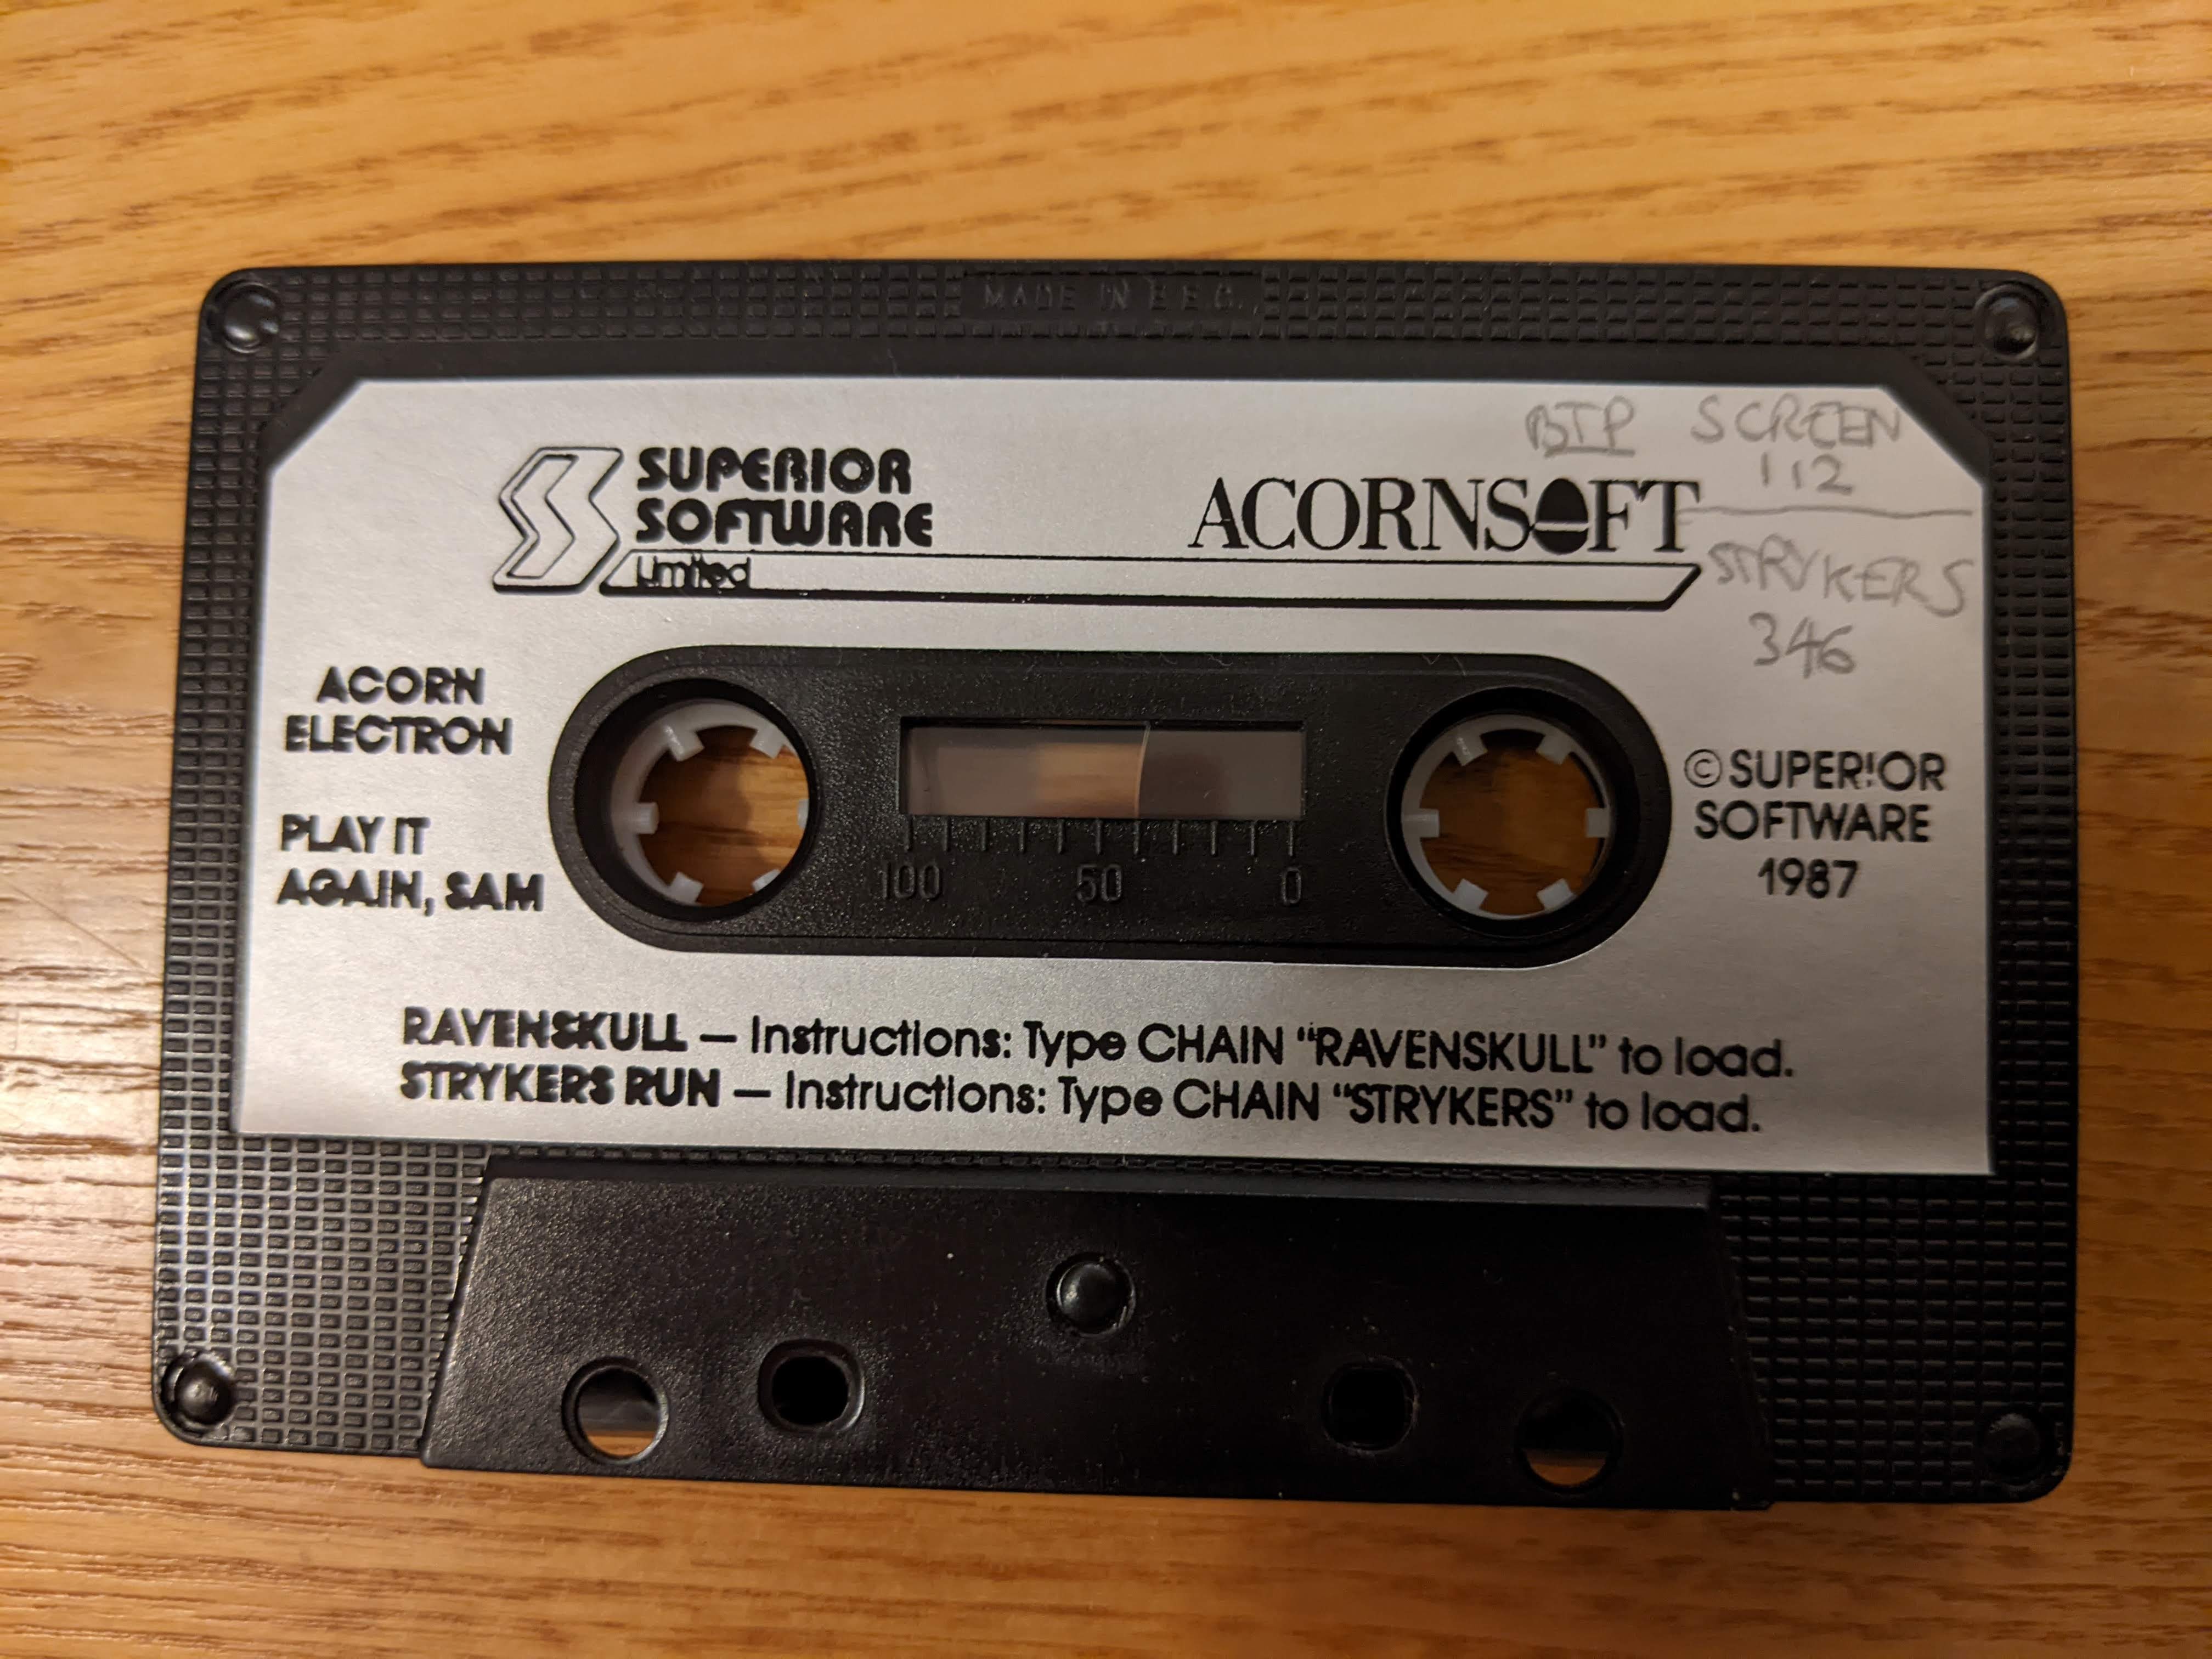 MADE IN E.E.C.
BTP SCREEN
112
SUPERIOR
SOFTWARE
Limited
ACORNSOFT
STRYKERS
346
ACORN
ELECTRON
PLAY IT
AGAIN, SAM
100 50 0
© SUPERIOR
SOFTWARE
1987
RAVENSKULL — Instructions: Type CHAIN “RAVENSKULL” to load.
STRYKERS RUN — Instructions: Type CHAIN “STRYKERS” to load.